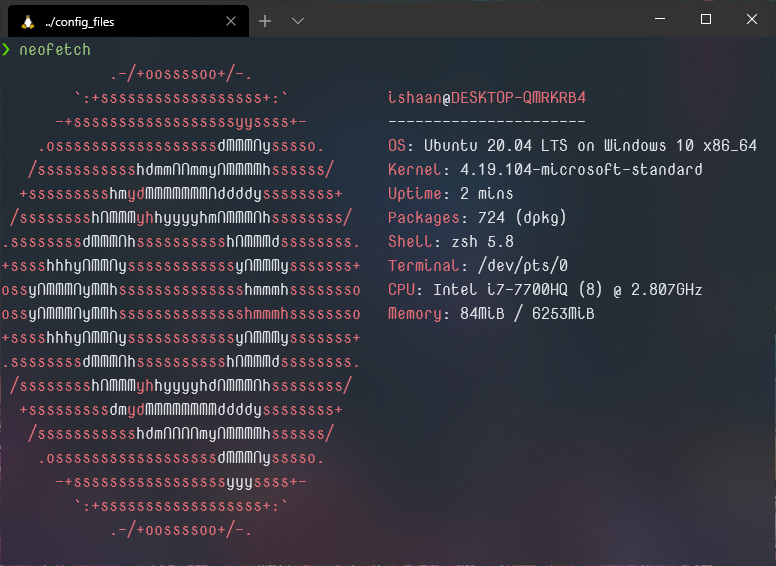 ../config_files
❯ neofetch
.-/+oossssoo+/-.
`:+ssssssssssssssssss+:`
-+ssssssssssssssssssyyssss+-
.ossssssssssssssssssdMMMNysssso.
/ssssssssssshdmmNNmmyNMMMMhssssss/
+ssssssssshmydMMMMMMMNddddyssssssss+
/sssssssshNMMMyhhyyyyhmNMMMNhssssssss/
.ssssssssdMMMNhsssssssssshNMMMdssssssss.
+sssshhhyNMMNyssssssssssssyNMMMysssssss+
ossyNMMMNyMMhsssssssssssssshmmmhssssssso
ossyNMMMNyMMhsssssssssssssshmmmhssssssso
+sssshhhyNMMNyssssssssssssyNMMMysssssss+
.ssssssssdMMMNhsssssssssshNMMMdssssssss.
/sssssssshNMMMyhhyyyyhdNMMMNhssssssss/
+sssssssssdmydMMMMMMMMddddyssssssss+
/ssssssssssshdmNNNNmyNMMMMhssssss/
.ossssssssssssssssssdMMMNysssso.
-+sssssssssssssssssyyyssss+-
`:+ssssssssssssssssss+:`
.-/+oossssoo+/-.
ishaan@DESKTOP-QMRKRB4
----------------------
OS: Ubuntu 20.04 LTS on Windows 10 x86_64
Kernel: 4.19.104-microsoft-standard
Uptime: 2 mins
Packages: 724 (dpkg)
Shell: zsh 5.8
Terminal: /dev/pts/0
CPU: Intel i7-7700HQ (8) @ 2.807GHz
Memory: 84MiB / 6253MiB